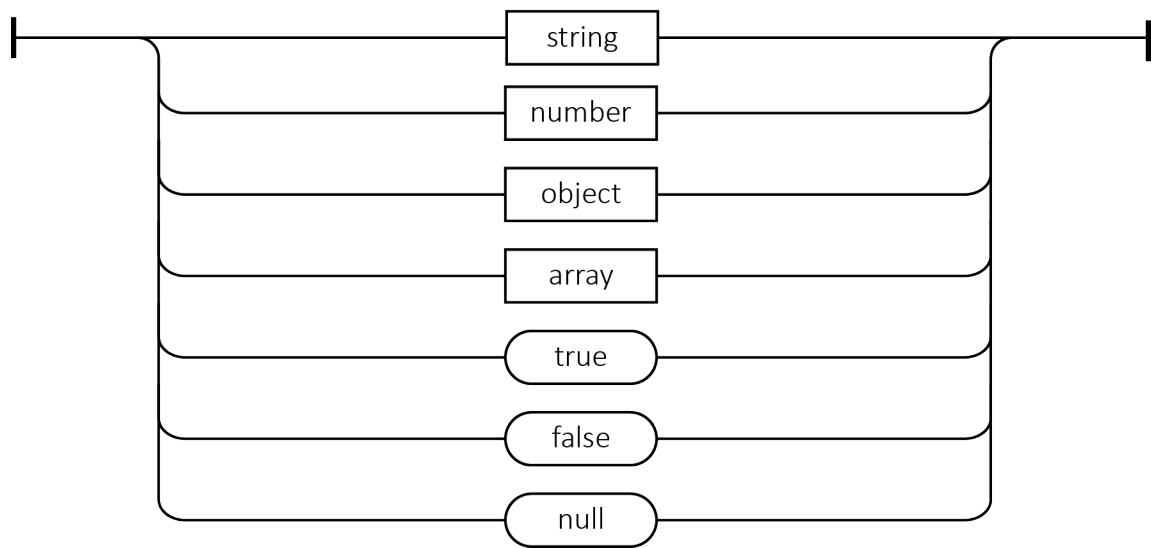 string
number
object
array
true
false
null